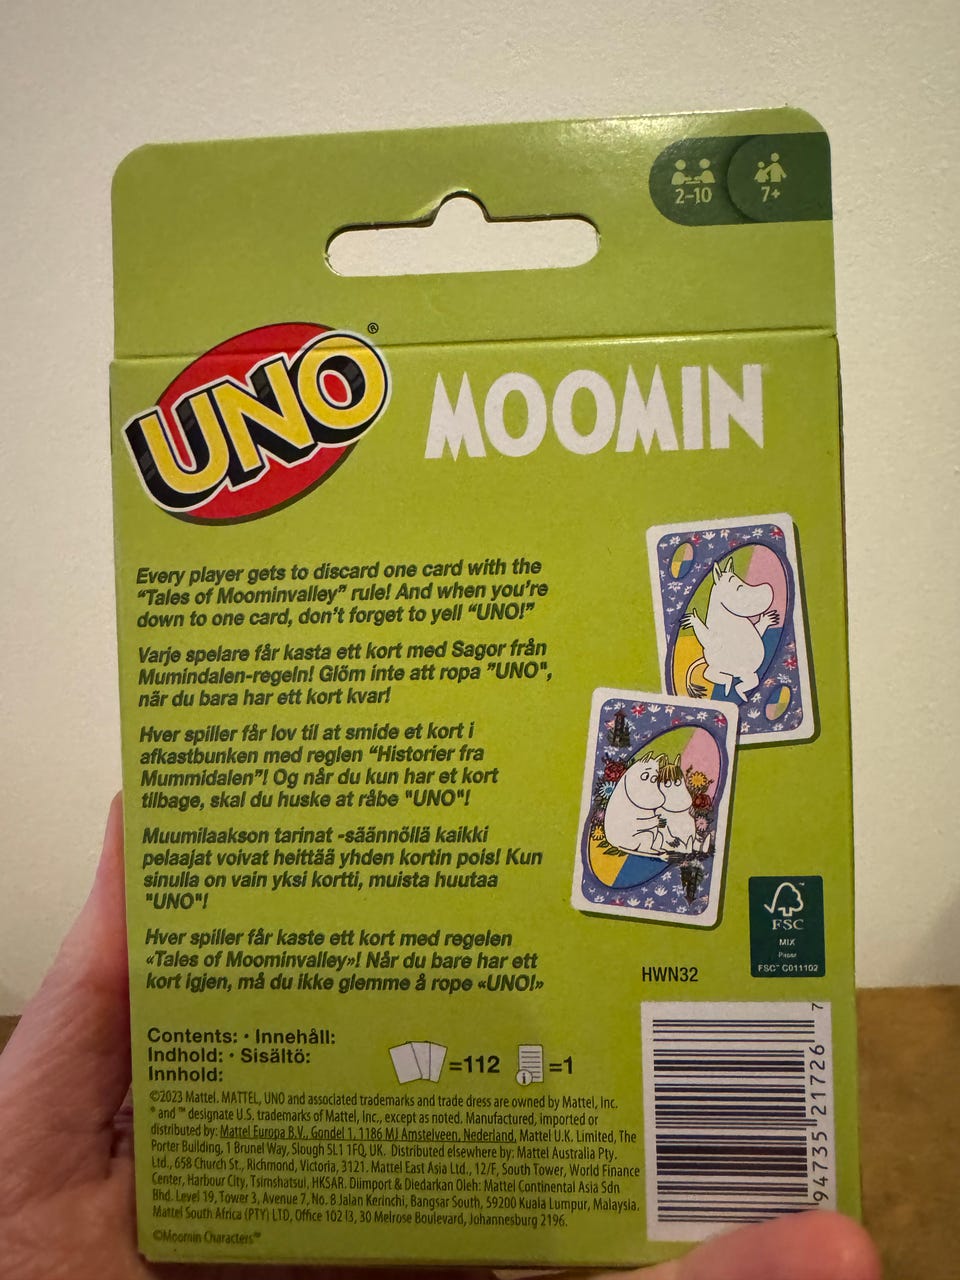 2-10
7+
UNO®
MOOMIN
Every player gets to discard one card with the
“Tales of Moominvalley” rule! And when you’re
down to one card, don’t forget to yell “UNO!”
Varje spelare får kasta ett kort med Sagor från
Mumindalen-regeln! Glöm inte att ropa ”UNO",
när du bara har ett kort kvar!
Hver spiller får lov til at smide et kort i
afkastbunken med reglen “Historier fra
Mummidalen”! Og når du kun har et kort
tilbage, skal du huske at råbe "UNO"!
Muumilaakson tarinat -säännöllä kaikki
pelaajat voivat heittää yhden kortin pois! Kun
sinulla on vain yksi kortti, muista huutaa
"UNO"!
Hver spiller får kaste ett kort med regelen
«Tales of Moominvalley»! Når du bare har ett
kort igjen, må du ikke glemme å rope «UNO!»
FSC™
MIX
Paper
FSC™ C011102
HWN32
Contents: • Innehåll:
Indhold: • Sisältö:
Innhold:
=112
i
=1
©2023 Mattel. MATTEL, UNO and associated trademarks and trade dress are owned by Mattel, Inc.
® and ™ designate U.S. trademarks of Mattel, Inc., except as noted. Manufactured, imported or
distributed by: Mattel Europa B.V., Gondel 1, 1186 MJ Amstelveen, Nederland. Mattel U.K. Limited, The
Porter Building, 1 Brunel Way, Slough SL1 1FQ, UK. Distributed elsewhere by: Mattel Australia Pty.
Ltd., 658 Church St., Richmond, Victoria, 3121. Mattel East Asia Ltd., 12/F, South Tower, World Finance
Center, Harbour City, Tsimshatsui, HKSAR. Diimport & Diedarkan Oleh: Mattel Continental Asia Sdn
Bhd. Level 19, Tower 3, Avenue 7, No. 8 Jalan Kerinchi, Bangsar South, 59200 Kuala Lumpur, Malaysia.
Mattel South Africa (PTY) LTD, Office 102 I3, 30 Melrose Boulevard, Johannesburg 2196.
©Moomin Characters™
94735 21726 7